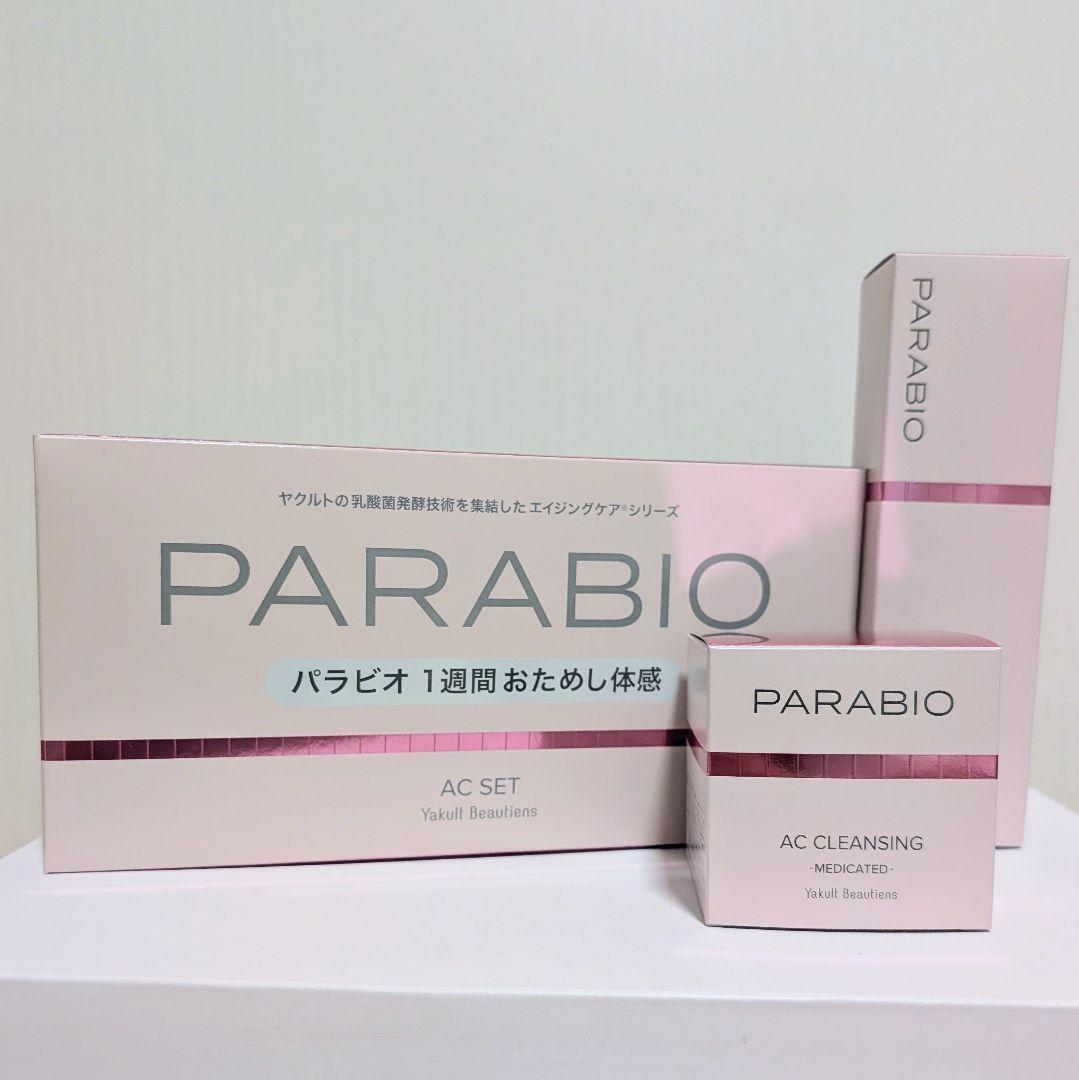 ヤクルトの乳酸菌発酵技術を集結したエイジングケア※シリーズ
PARABIO
パラビオ 1週間おためし体感
AC SET
Yakult Beautiens
PARABIO
PARABIO
AC CLEANSING
-MEDICATED-
Yakult Beautiens